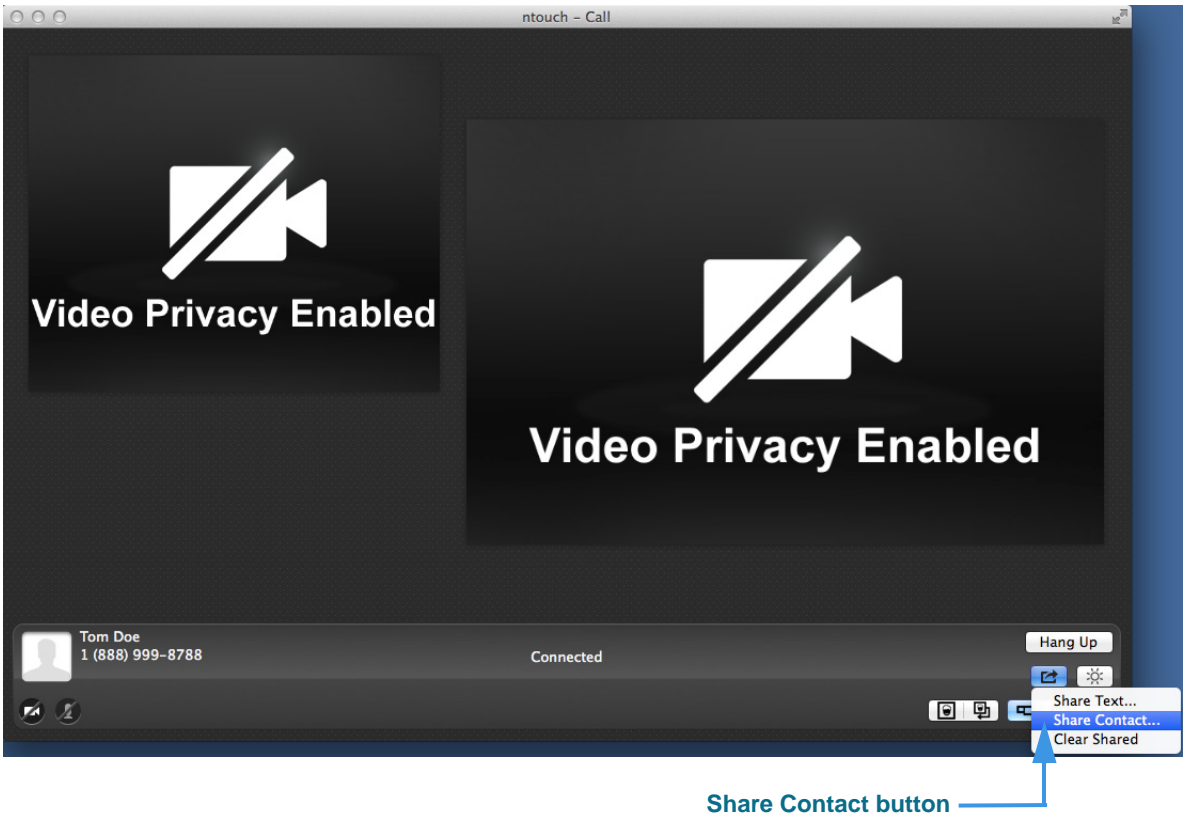 ntouch – Call
Video Privacy Enabled
Video Privacy Enabled
Tom Doe
1 (888) 999–8788
Connected
Hang Up
Share Text...
Share Contact...
Clear Shared
Share Contact button